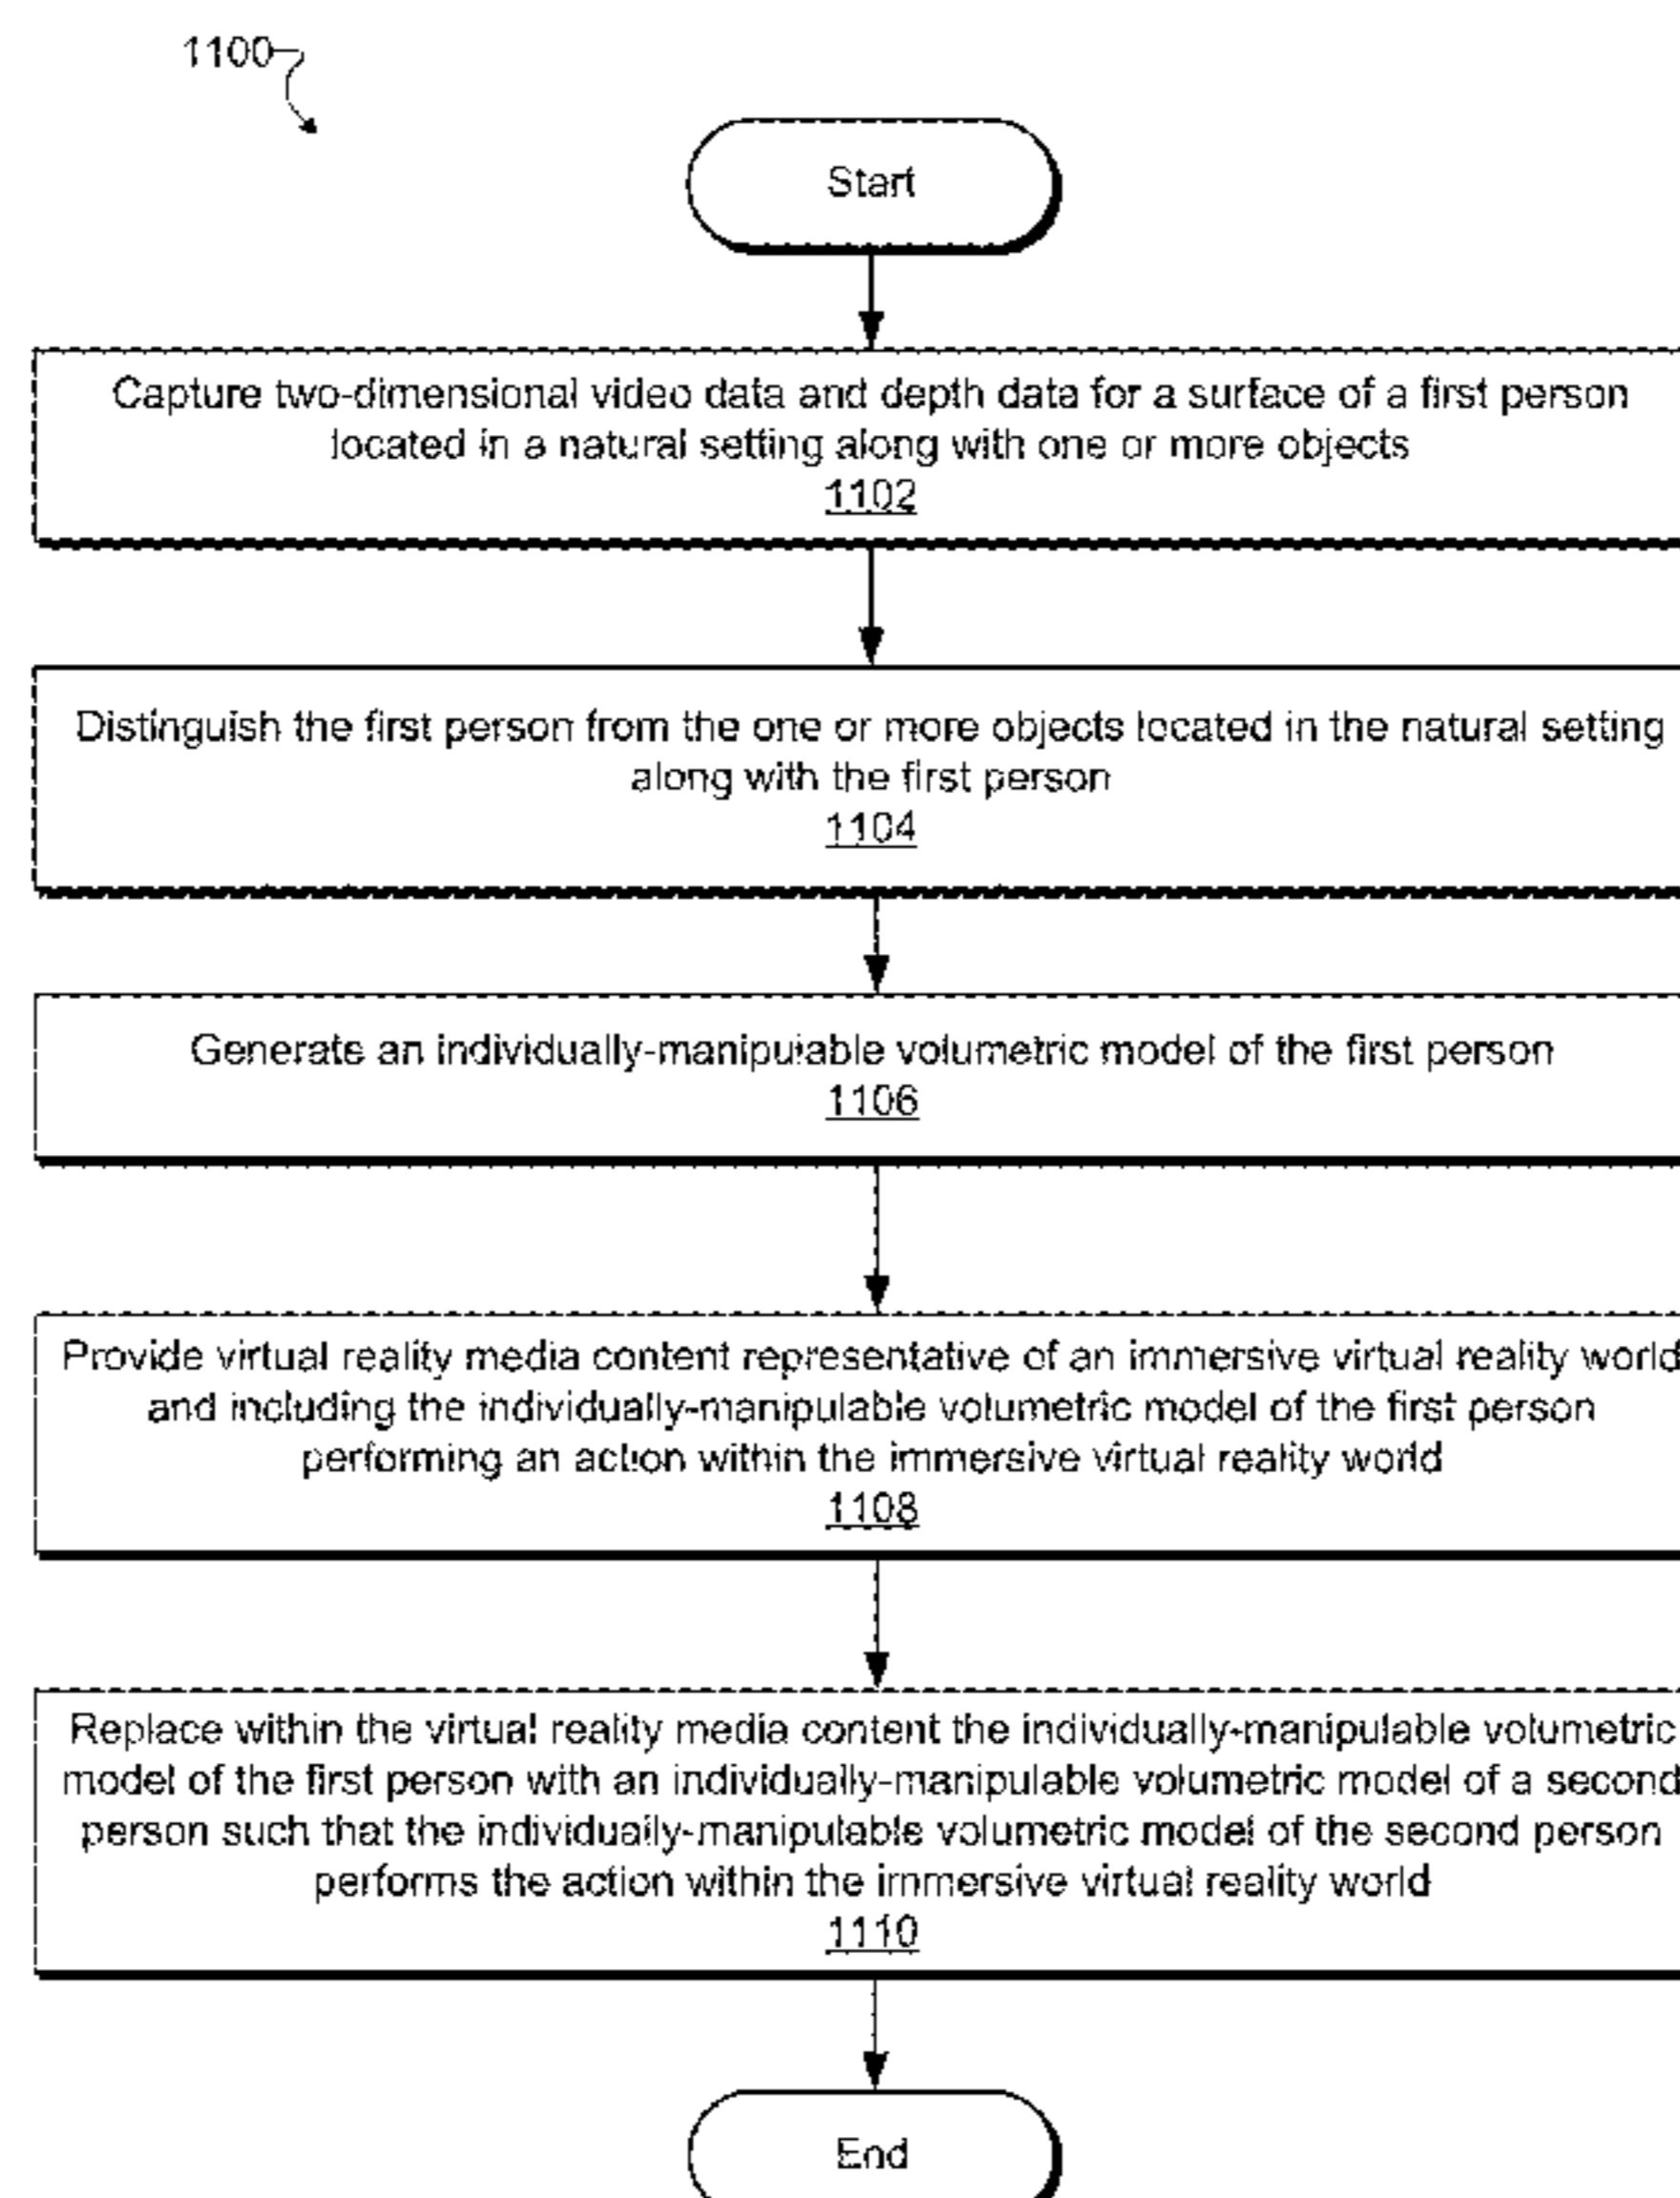 1100
Start
Capture two-dimensional video data and depth data for a surface of a first person
located in a natural setting along with one or more objects
1102
Distinguish the first person from the one or more objects located in the natural setting
along with the first person
1104
Generate an individually-manipulable volumetric model of the first person
1106
Provide virtual reality media content representative of an immersive virtual reality world
and including the individually-manipulable volumetric model of the first person
performing an action within the immersive virtual reality world
1108
Replace within the virtual reality media content the individually-manipulable volumetric
model of the first person with an individually-manipulable volumetric model of a second
person such that the individually-manipulable volumetric model of the second person
performs the action within the immersive virtual reality world
1110
End